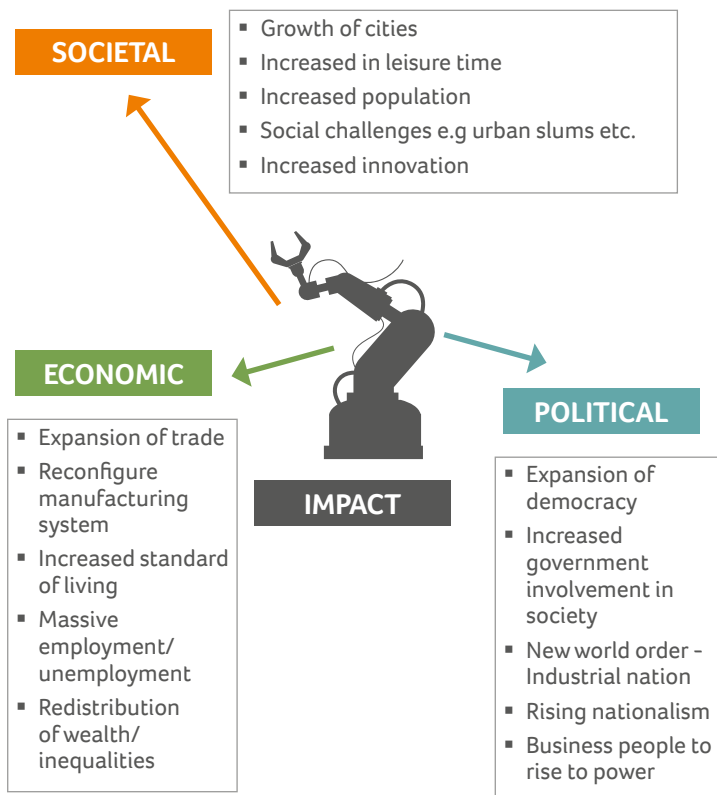 SOCIETAL
▪ Growth of cities
▪ Increased in leisure time
▪ Increased population
▪ Social challenges e.g urban slums etc.
▪ Increased innovation
ECONOMIC
▪ Expansion of trade
▪ Reconfigure
manufacturing
system
▪ Increased standard
of living
▪ Massive
employment/
unemployment
▪ Redistribution
of wealth/
inequalities
IMPACT
POLITICAL
▪ Expansion of
democracy
▪ Increased
government
involvement in
society
▪ New world order -
Industrial nation
▪ Rising nationalism
▪ Business people to
rise to power